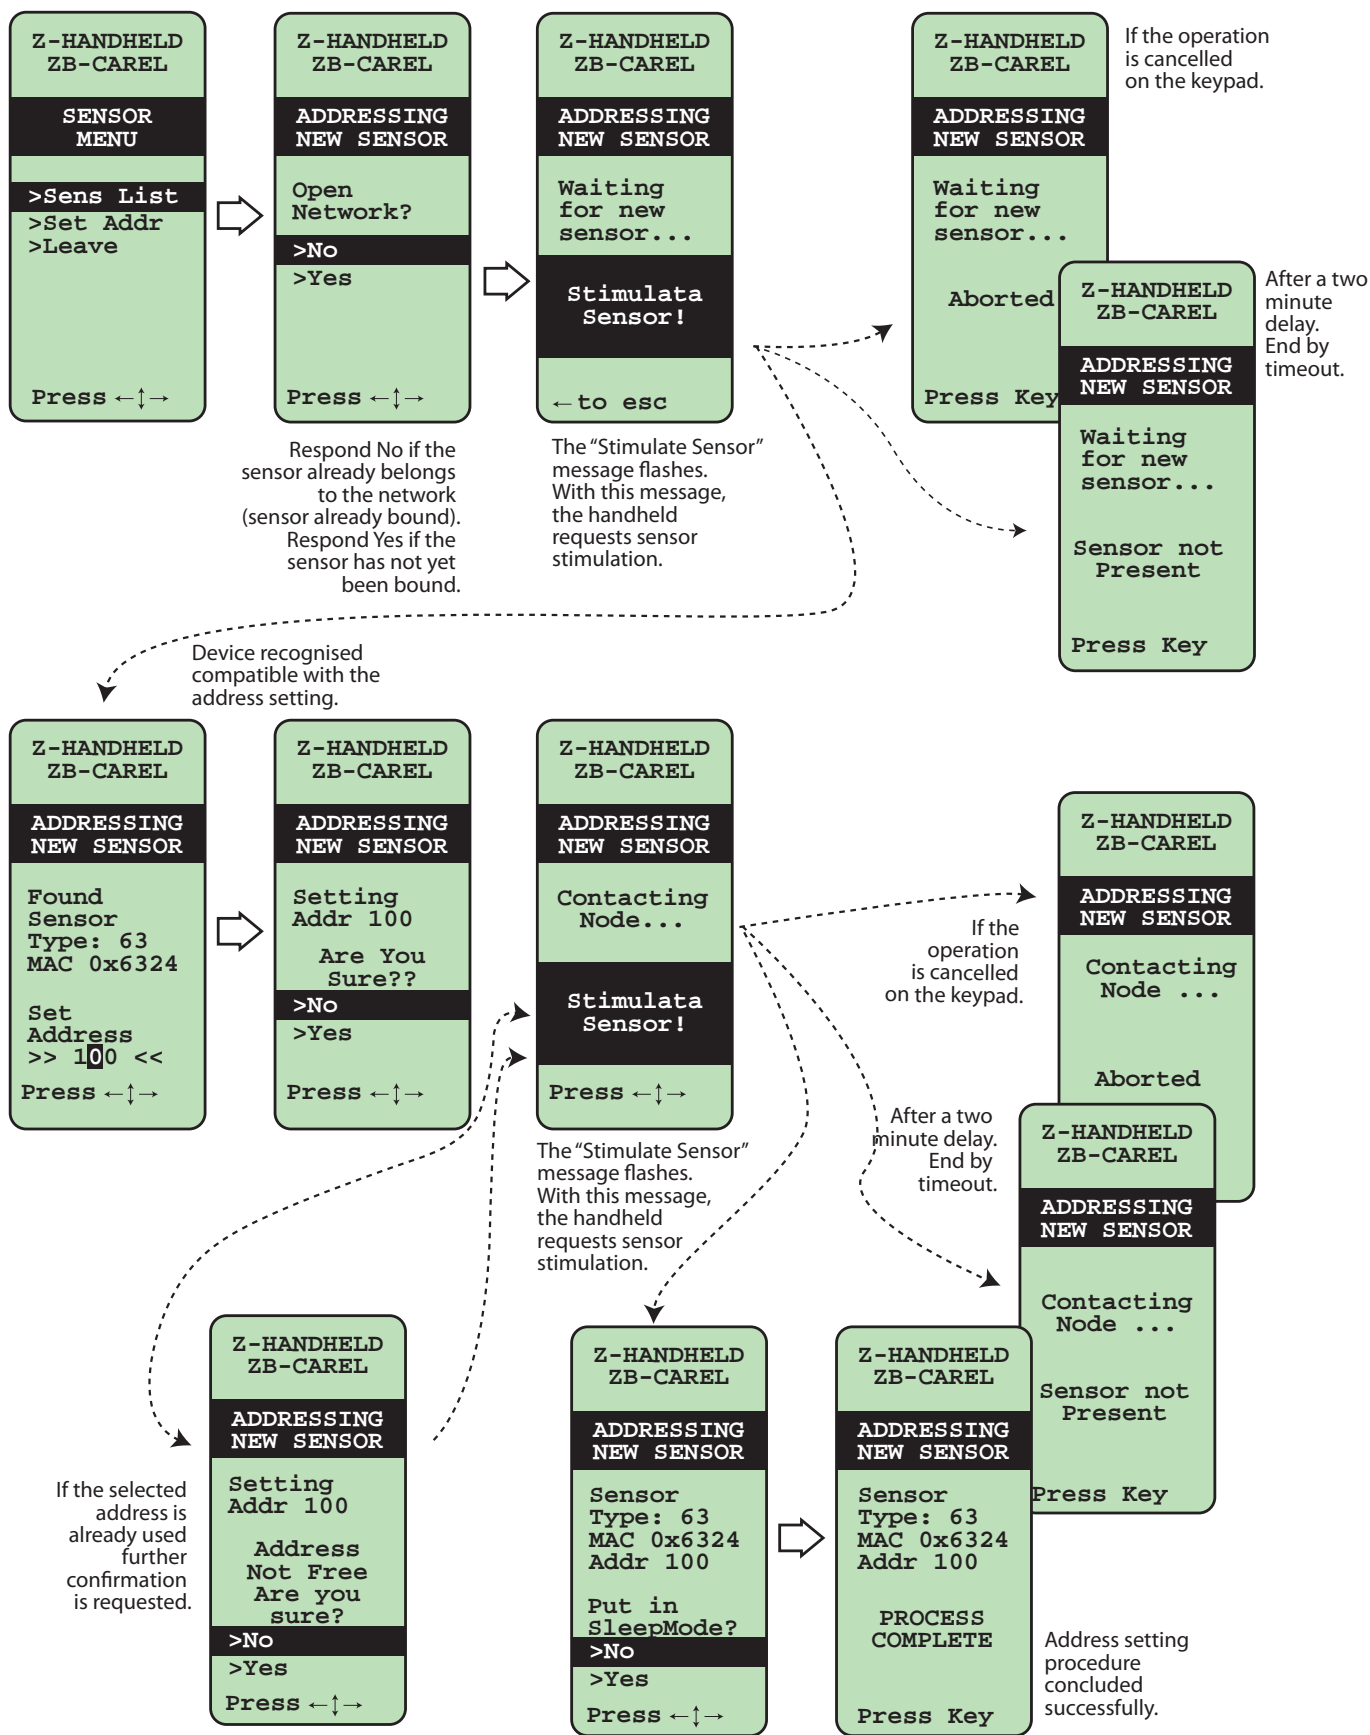 Z-HANDHELD
ZB-CAREL
SENSOR
MENU
>Sens List
>Set Addr
>Leave
Press ←↕→
Z-HANDHELD
ZB-CAREL
ADDRESSING
NEW SENSOR
Open
Network?
>No
>Yes
Press ←↕→
Respond No if the
sensor already belongs
to the network
(sensor already bound).
Respond Yes if the
sensor has not yet
been bound.
Z-HANDHELD
ZB-CAREL
ADDRESSING
NEW SENSOR
Waiting
for new
sensor...
Stimulata
Sensor!
←to esc
The “Stimulate Sensor”
message flashes.
With this message,
the handheld
requests sensor
stimulation.
Z-HANDHELD
ZB-CAREL
ADDRESSING
NEW SENSOR
Waiting
for new
sensor...
Aborted
Press Key
If the operation
is cancelled
on the keypad.
Z-HANDHELD
ZB-CAREL
ADDRESSING
NEW SENSOR
Waiting
for new
sensor...
Sensor not
Present
Press Key
After a two
minute
delay.
End by
timeout.
Device recognised
compatible with the
address setting.
Z-HANDHELD
ZB-CAREL
ADDRESSING
NEW SENSOR
Found
Sensor
Type: 63
MAC 0x6324
Set
Address
>> 100 <<
Press ←↕→
Z-HANDHELD
ZB-CAREL
ADDRESSING
NEW SENSOR
Setting
Addr 100
Are You
Sure??
>No
>Yes
Press ←↕→
Z-HANDHELD
ZB-CAREL
ADDRESSING
NEW SENSOR
Contacting
Node...
Stimulata
Sensor!
Press ←↕→
The “Stimulate Sensor”
message flashes.
With this message,
the handheld
requests sensor
stimulation.
If the
operation
is cancelled
on the keypad.
Z-HANDHELD
ZB-CAREL
ADDRESSING
NEW SENSOR
Contacting
Node ...
Aborted
After a two
minute delay.
End by
timeout.
Z-HANDHELD
ZB-CAREL
ADDRESSING
NEW SENSOR
Contacting
Node ...
Sensor not
Present
Press Key
If the selected
address is
already used
further
confirmation
is requested.
Z-HANDHELD
ZB-CAREL
ADDRESSING
NEW SENSOR
Setting
Addr 100
Address
Not Free
Are you
sure?
>No
>Yes
Press ←↕→
Z-HANDHELD
ZB-CAREL
ADDRESSING
NEW SENSOR
Sensor
Type: 63
MAC 0x6324
Addr 100
Put in
SleepMode?
>No
>Yes
Press ←↕→
Z-HANDHELD
ZB-CAREL
ADDRESSING
NEW SENSOR
Sensor
Type: 63
MAC 0x6324
Addr 100
PROCESS
COMPLETE
Press Key
Address setting
procedure
concluded
successfully.